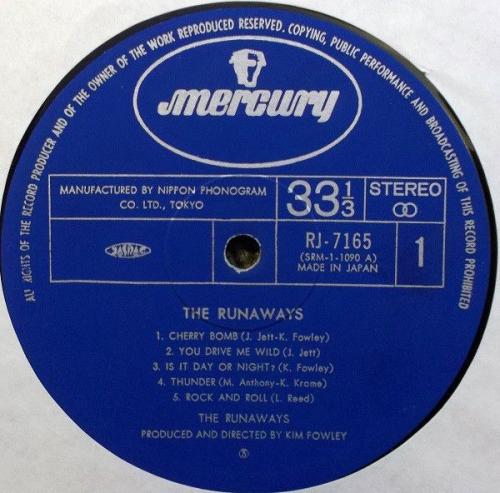 ALL RIGHTS OF THE RECORD PRODUCER AND OF THE OWNER OF THE WORK REPRODUCED RESERVED. COPYING, PUBLIC PERFORMANCE AND BROADCASTING OF THIS RECORD PROHIBITED
mercury
MANUFACTURED BY NIPPON PHONOGRAM
CO. LTD., TOKYO
33 1/3
STEREO
RJ-7165
(SRM-1-1090 A)
MADE IN JAPAN
1
THE RUNAWAYS
1. CHERRY BOMB (J. Jett-K. Fowley)
2. YOU DRIVE ME WILD (J. Jett)
3. IS IT DAY OR NIGHT? (K. Fowley)
4. THUNDER (M. Anthony-K. Krome)
5. ROCK AND ROLL (L. Reed)
THE RUNAWAYS
PRODUCED AND DIRECTED BY KIM FOWLEY